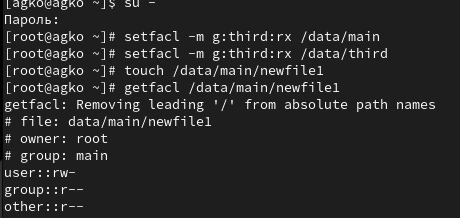 [agko@agko ~]$ su -
Пароль:
[root@agko ~]# setfacl -m g:third:rx /data/main
[root@agko ~]# setfacl -m g:third:rx /data/third
[root@agko ~]# touch /data/main/newfile1
[root@agko ~]# getfacl /data/main/newfile1
getfacl: Removing leading '/' from absolute path names
# file: data/main/newfile1
# owner: root
# group: main
user::rw-
group::r--
other::r--